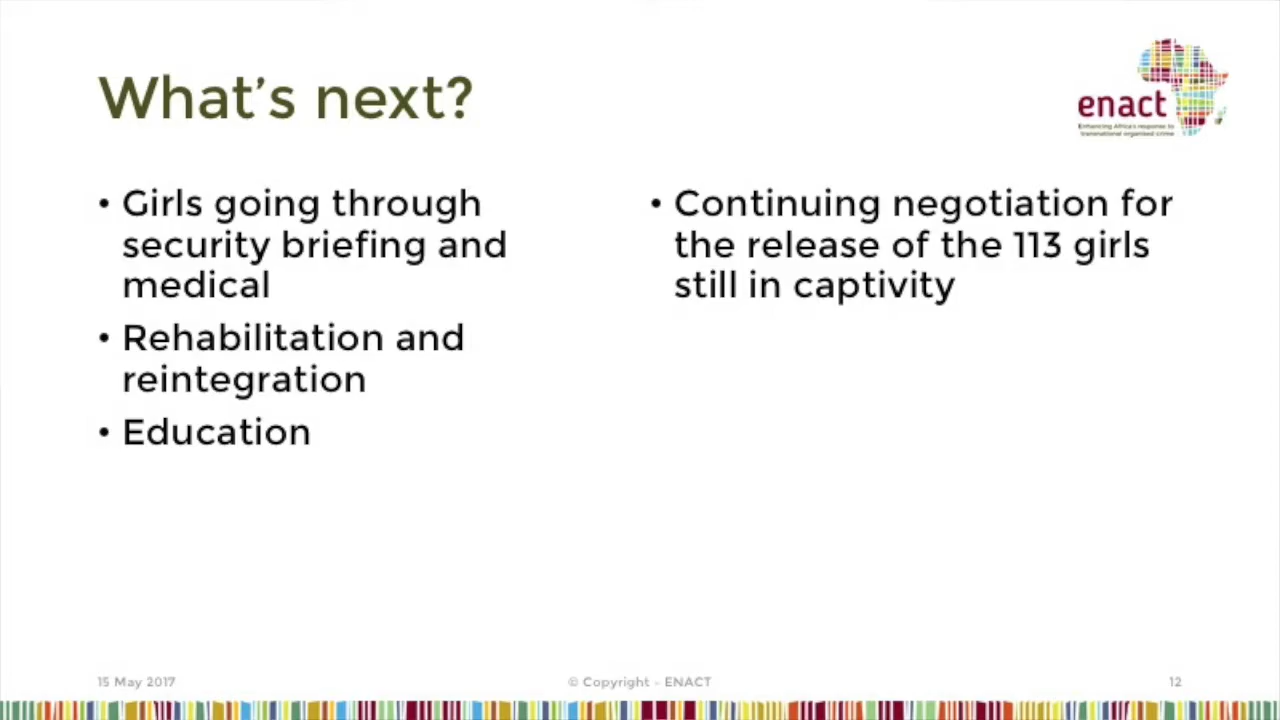 What's next?
enact
Enhancing Africa's response to
transnational organised crime
• Girls going through
security briefing and
medical
• Rehabilitation and
reintegration
• Education
• Continuing negotiation for
the release of the 113 girls
still in captivity
15 May 2017
© Copyright - ENACT
12